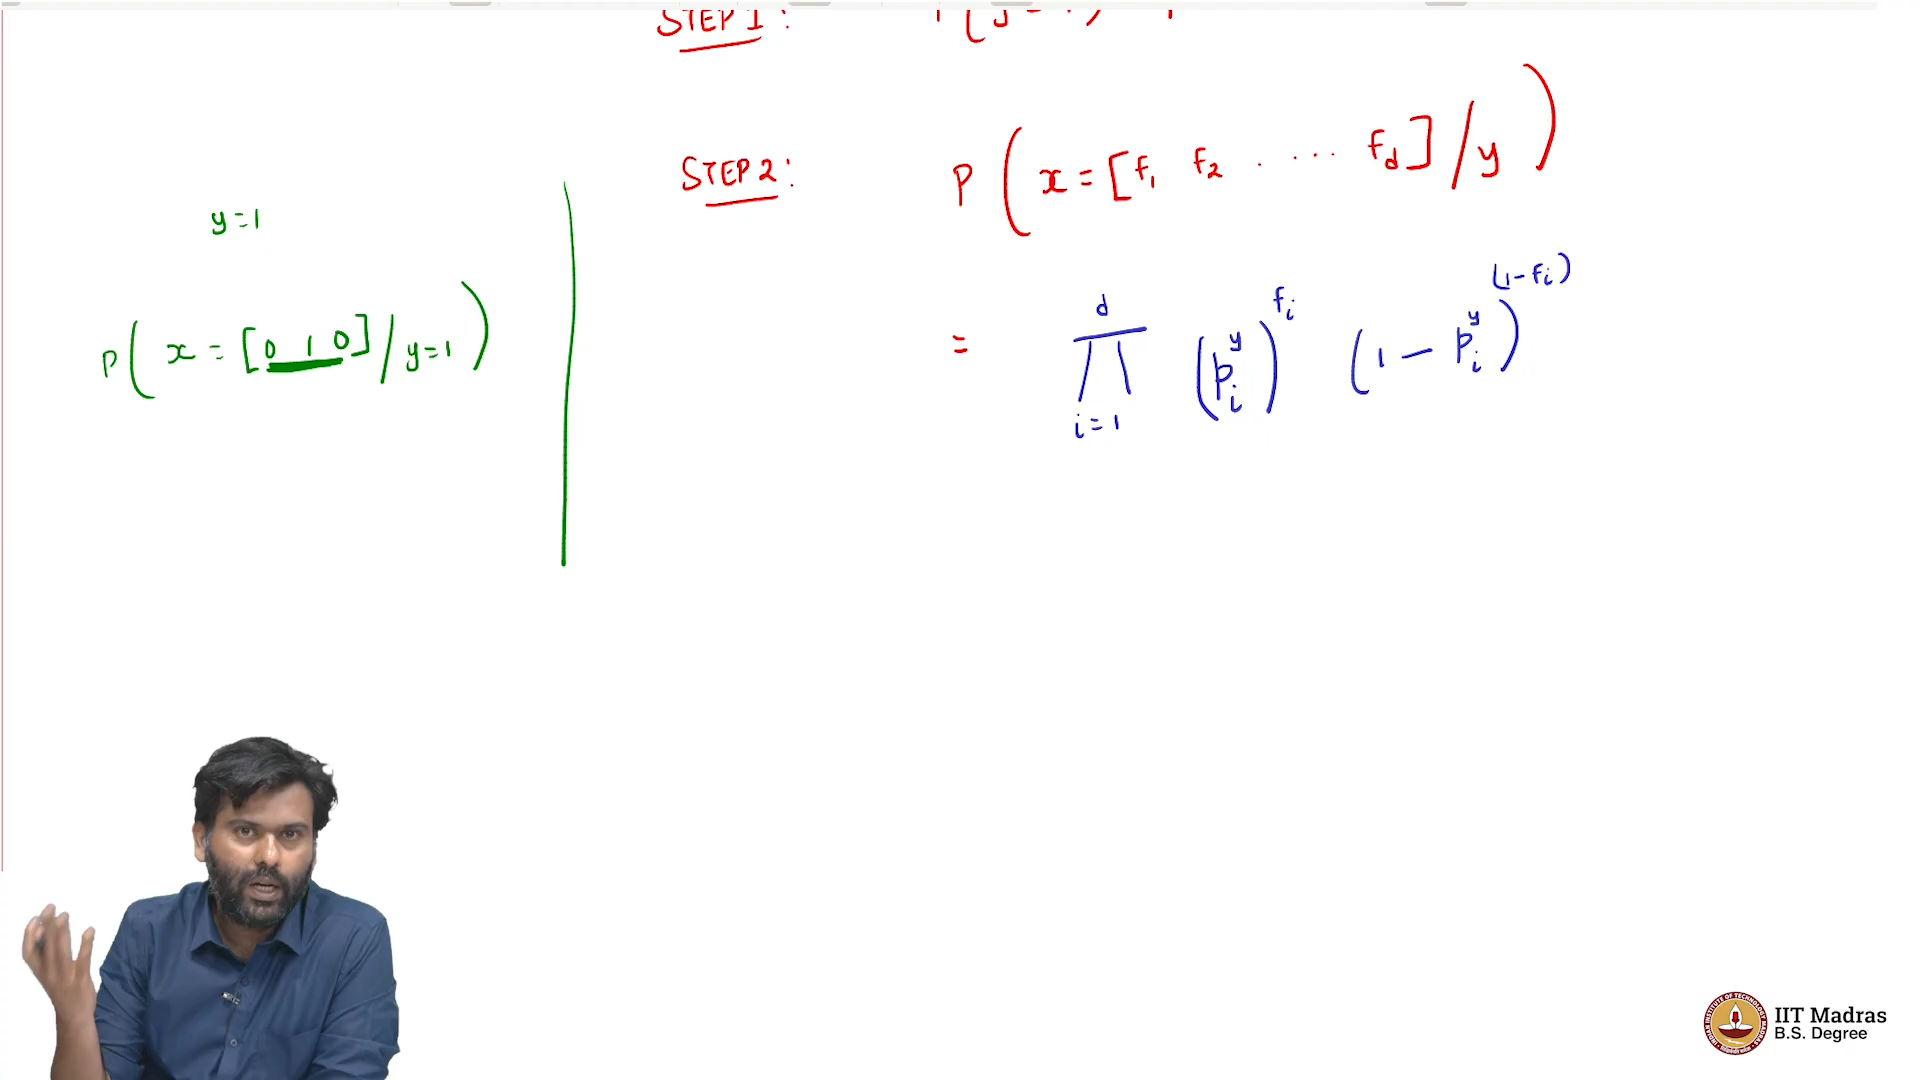 STEP 1:
STEP 2: P ( x = [ f₁ f₂ . . . . . f_d ] / y )
y = 1
P ( x = [ 0 1 0 ] / y = 1 )
= ∏_{i=1}^{d} (p_i^y)^{f_i} (1 − p_i^y)^{(1−f_i)}
IIT Madras
B.S. Degree